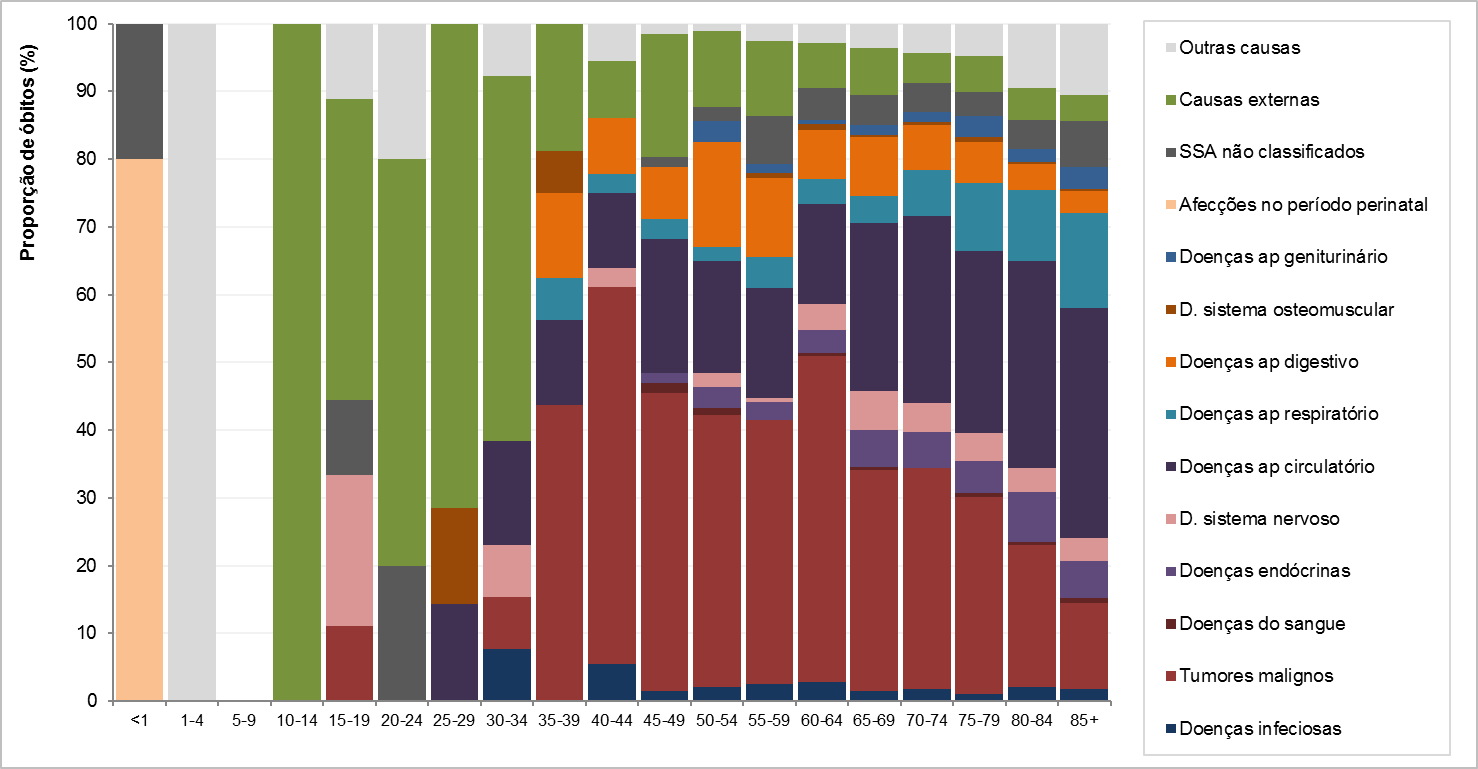 Proporção de óbitos (%)
100
90
80
70
60
50
40
30
20
10
0
<1 1-4 5-9 10-14 15-19 20-24 25-29 30-34 35-39 40-44 45-49 50-54 55-59 60-64 65-69 70-74 75-79 80-84 85+
Outras causas
Causas externas
SSA não classificados
Afecções no período perinatal
Doenças ap geniturinário
D. sistema osteomuscular
Doenças ap digestivo
Doenças ap respiratório
Doenças ap circulatório
D. sistema nervoso
Doenças endócrinas
Doenças do sangue
Tumores malignos
Doenças infeciosas